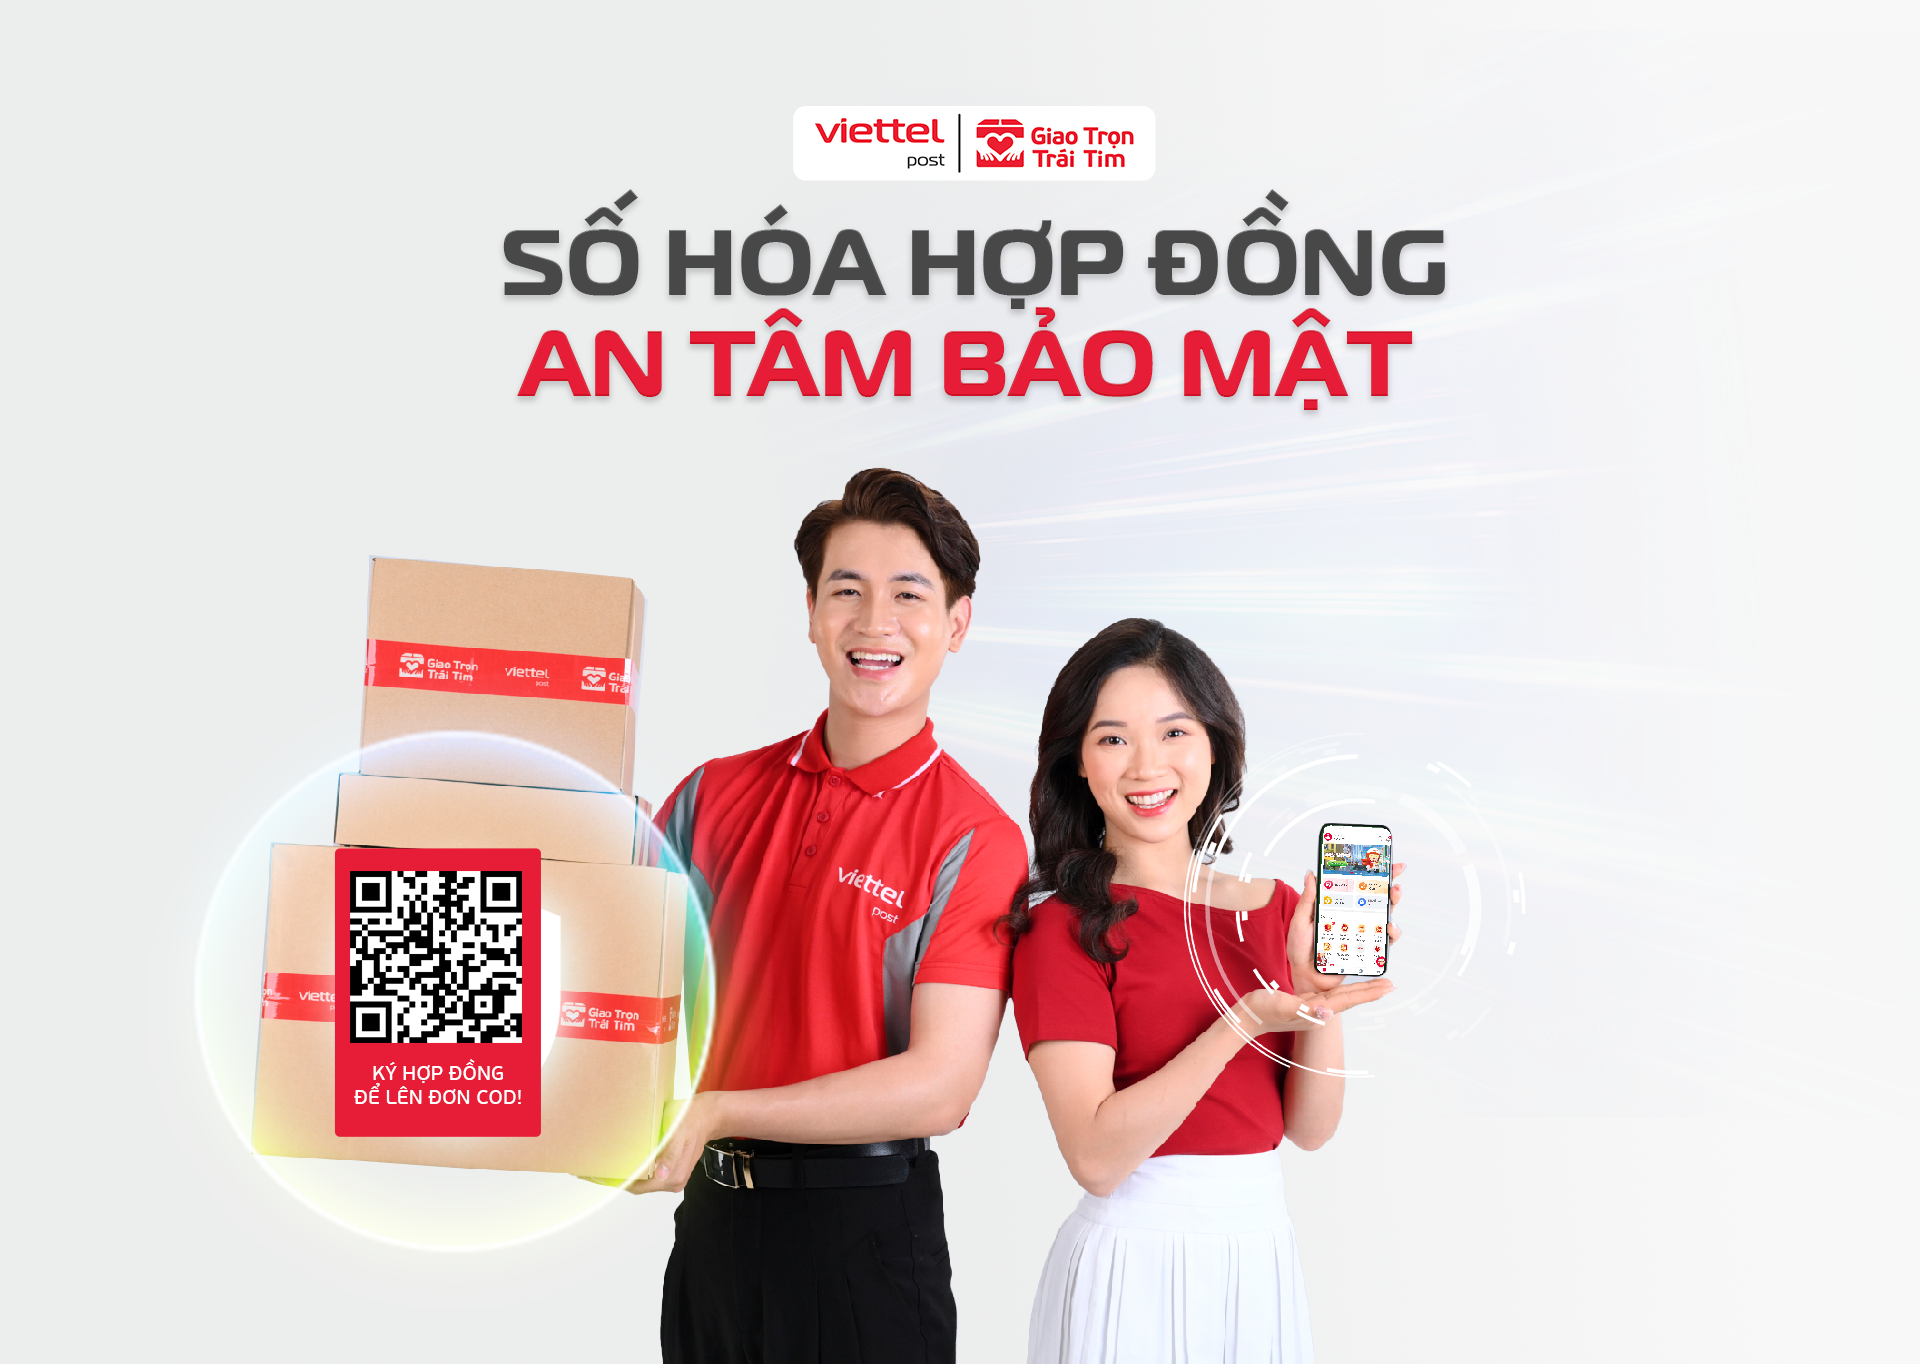 viettel
post
Giao Trọn
Trái Tim
SỐ HÓA HỢP ĐỒNG
AN TÂM BẢO MẬT
Giao Trọn
Trái Tim
viettel
post
viettel
post
Giao Trọn
Trái Tim
KÝ HỢP ĐỒNG
ĐỂ LÊN ĐƠN COD!